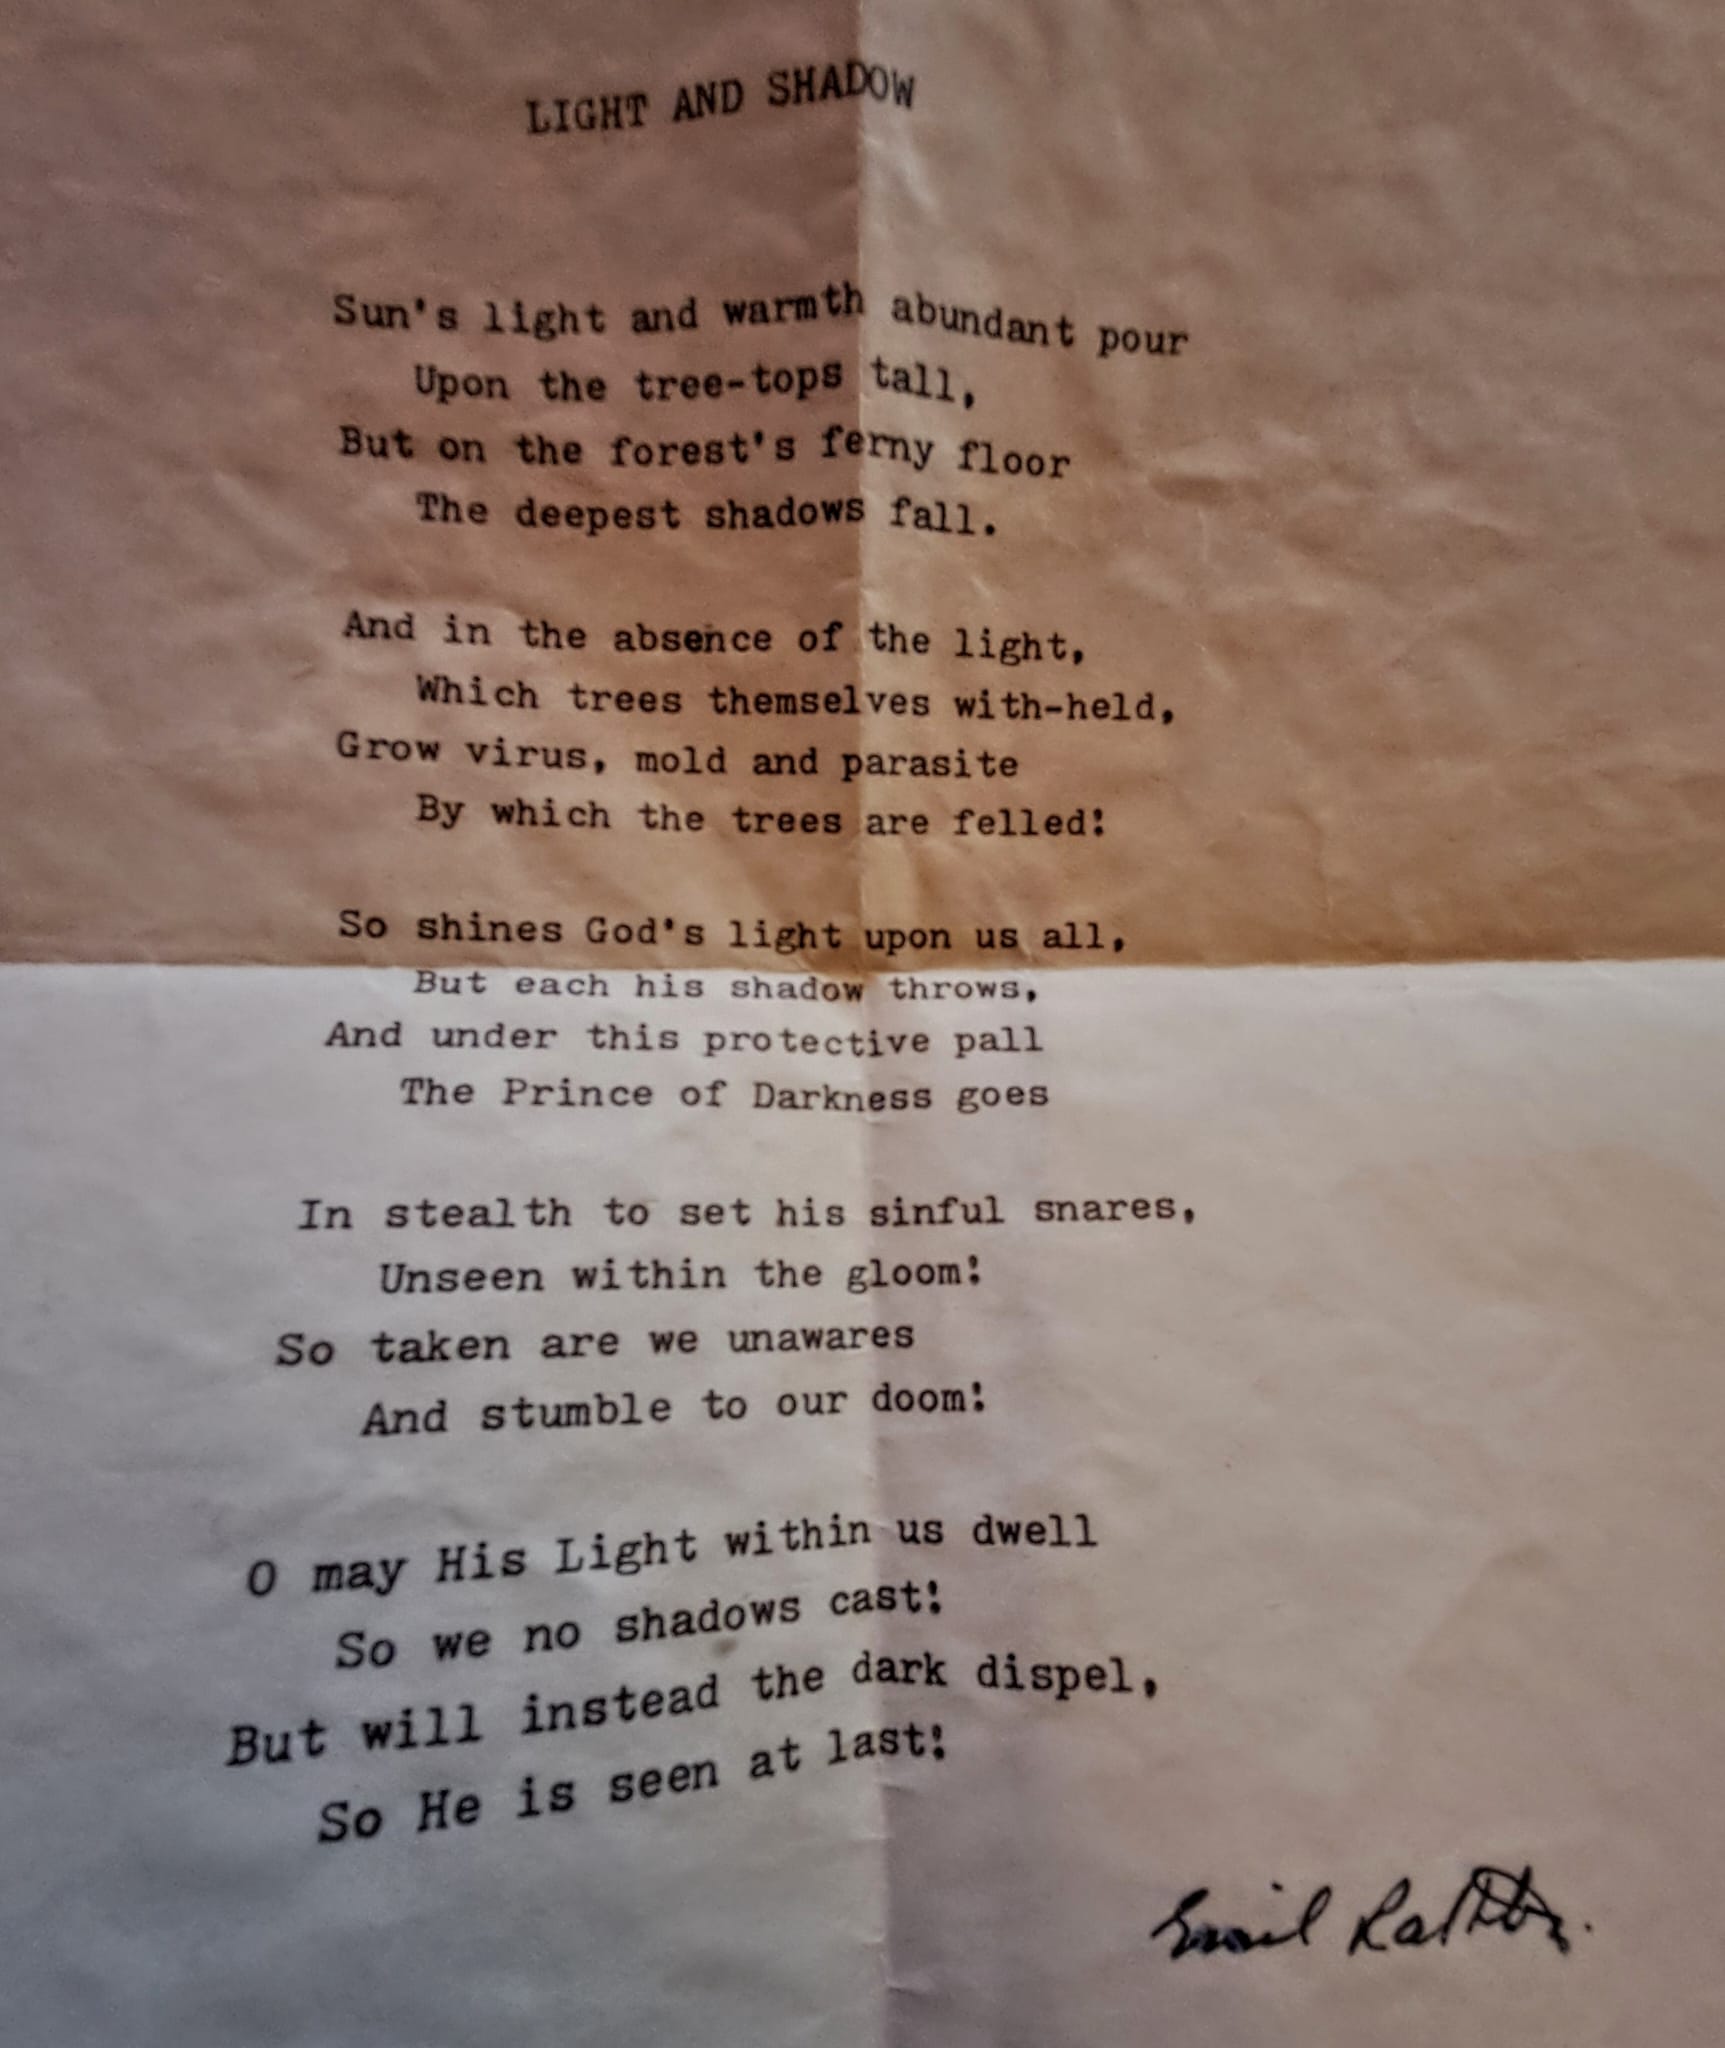 LIGHT AND SHADOW
Sun's light and warmth abundant pour
Upon the tree-tops tall,
But on the forest's ferny floor
The deepest shadows fall.
And in the absence of the light,
Which trees themselves with-held,
Grow virus, mold and parasite
By which the trees are felled!
So shines God's light upon us all,
But each his shadow throws,
And under this protective pall
The Prince of Darkness goes
In stealth to set his sinful snares,
Unseen within the gloom!
So taken are we unawares
And stumble to our doom!
O may His Light within us dwell
So we no shadows cast!
But will instead the dark dispel,
So He is seen at last!
Emil